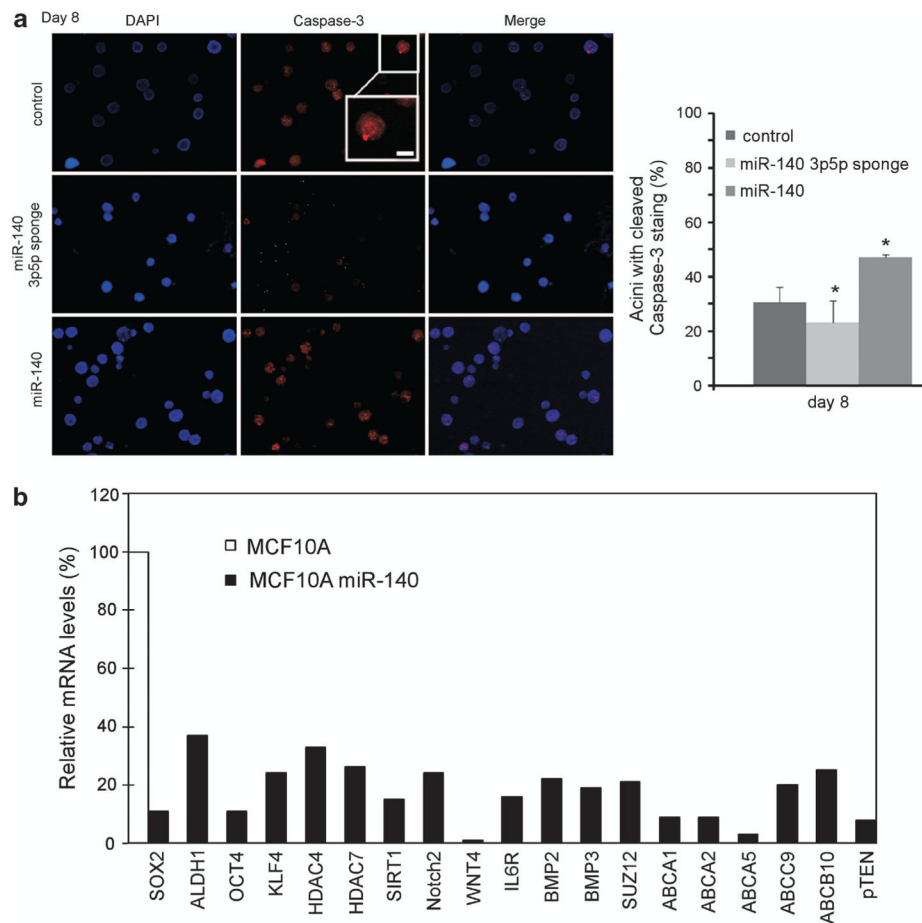 a
Day 8
DAPI
Caspase-3
Merge
control
miR-140
3p5p sponge
miR-140
Acini with cleaved
Caspase-3 staing (%)
100
80
60
40
20
0
control
miR-140 3p5p sponge
miR-140
*
*
day 8
b
Relative mRNA levels (%)
120
100
80
60
40
20
0
MCF10A
MCF10A miR-140
SOX2
ALDH1
OCT4
KLF4
HDAC4
HDAC7
SIRT1
Notch2
WNT4
IL6R
BMP2
BMP3
SUZ12
ABCA1
ABCA2
ABCA5
ABCC9
ABCB10
pTEN